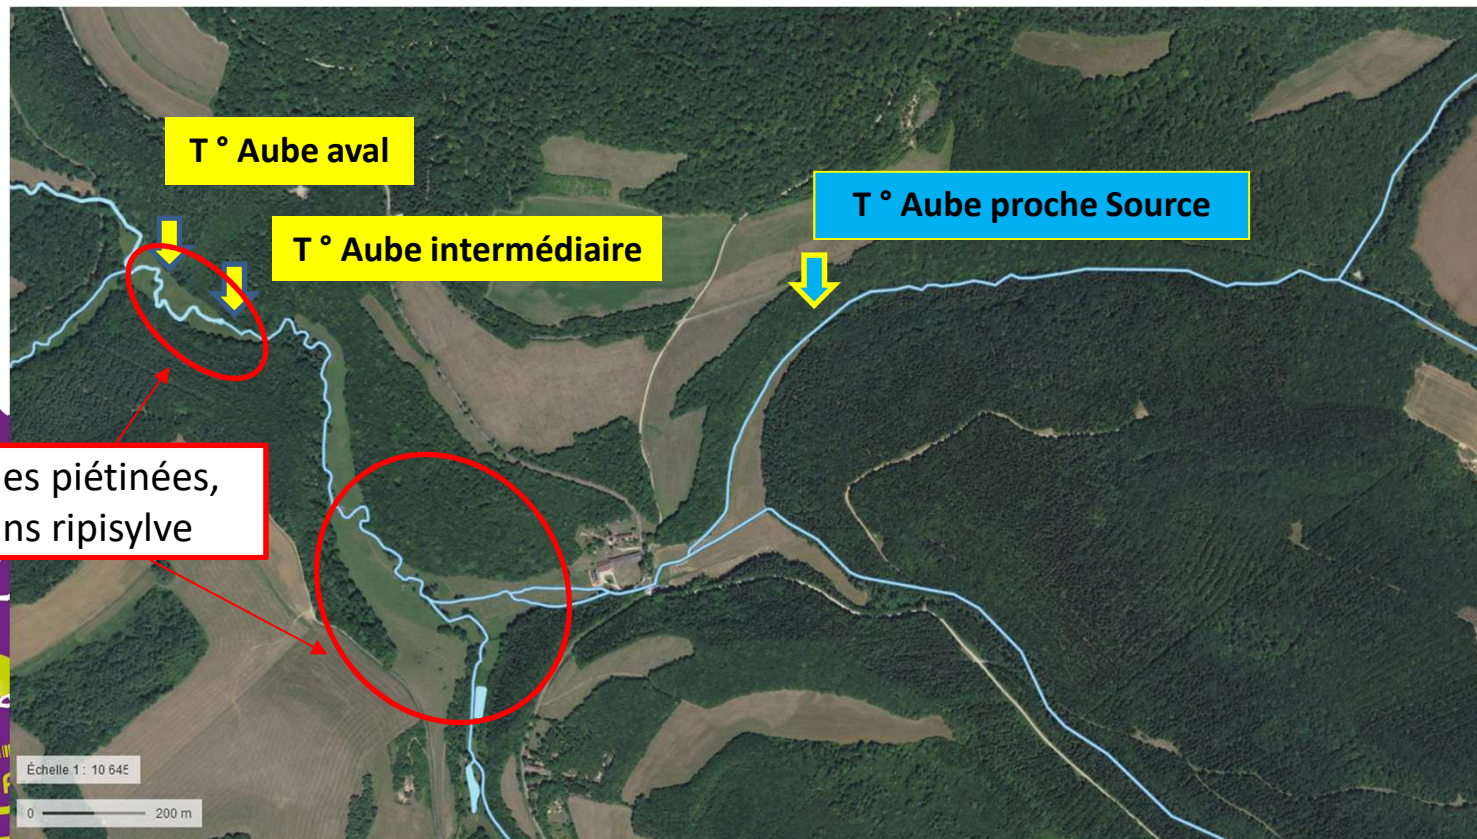 T ° Aube aval
T ° Aube intermédiaire
T ° Aube proche Source
es piétinées,
ns ripisylve
Échelle 1 : 10 645
0 200 m